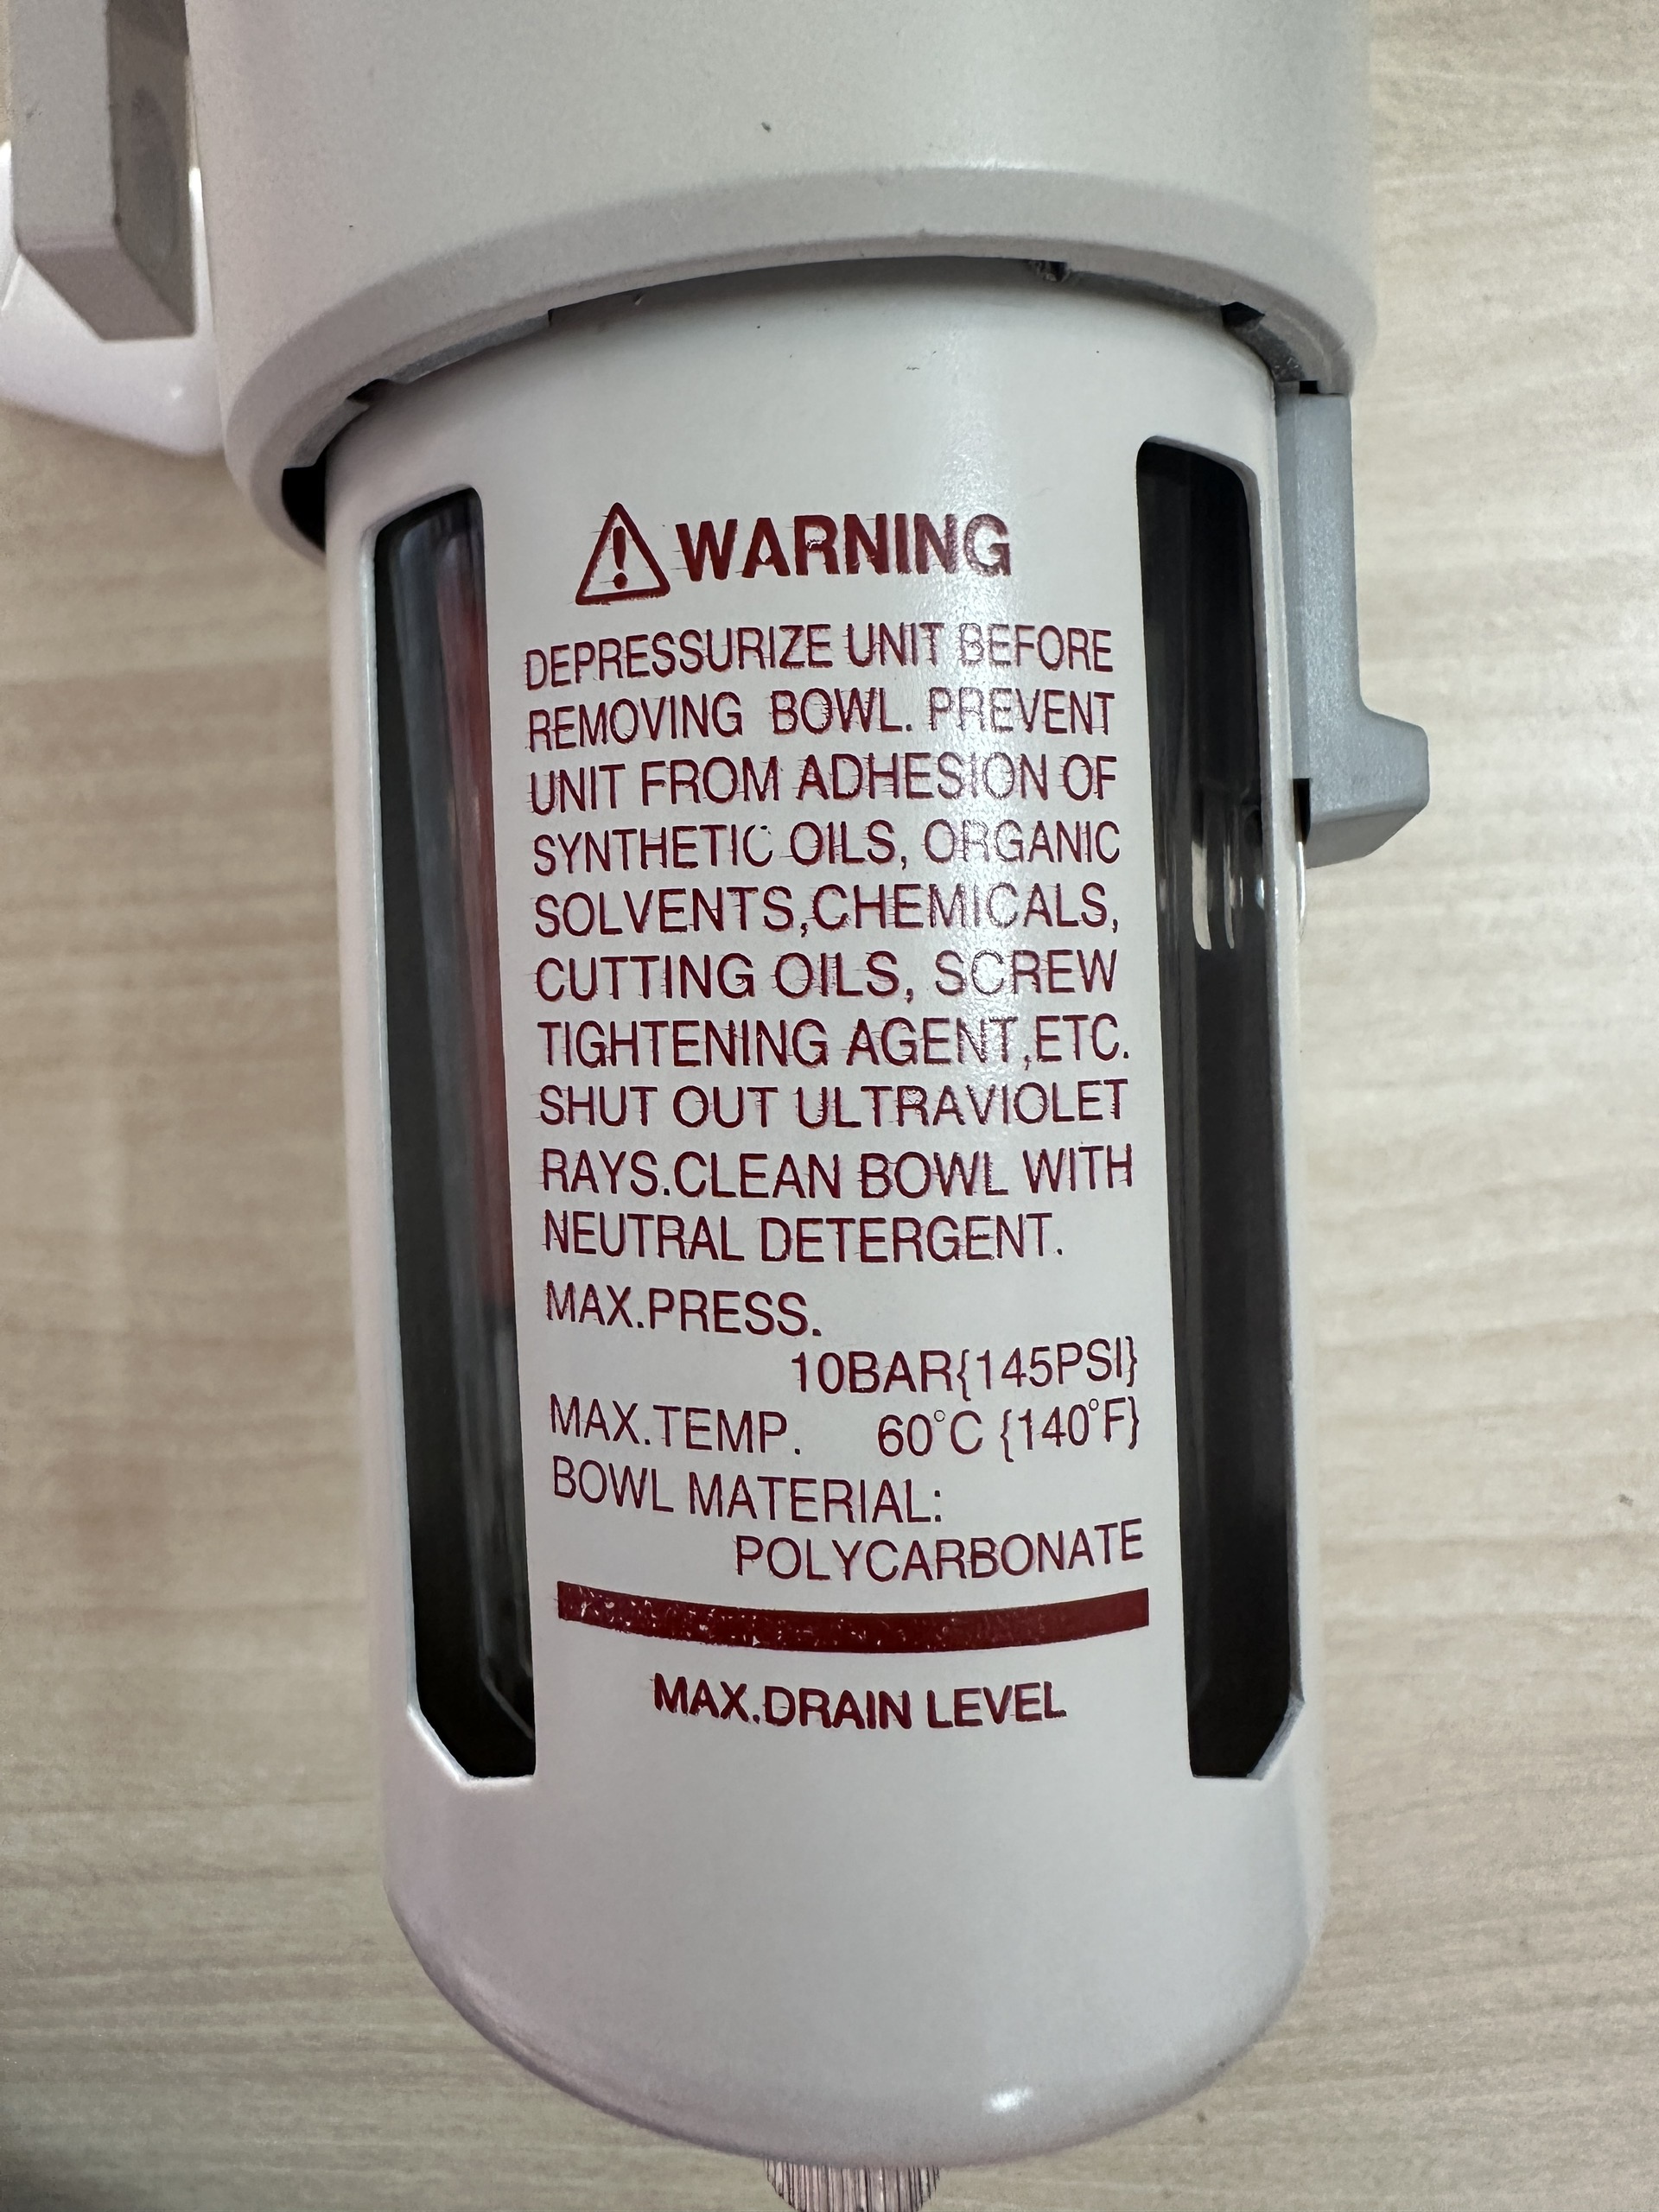 WARNING
DEPRESSURIZE UNIT BEFORE
REMOVING BOWL. PREVENT
UNIT FROM ADHESION OF
SYNTHETIC OILS, ORGANIC
SOLVENTS,CHEMICALS,
CUTTING OILS, SCREW
TIGHTENING AGENT,ETC.
SHUT OUT ULTRAVIOLET
RAYS.CLEAN BOWL WITH
NEUTRAL DETERGENT.
MAX.PRESS.
10BAR{145PSI}
MAX.TEMP. 60°C {140°F}
BOWL MATERIAL:
POLYCARBONATE
MAX.DRAIN LEVEL